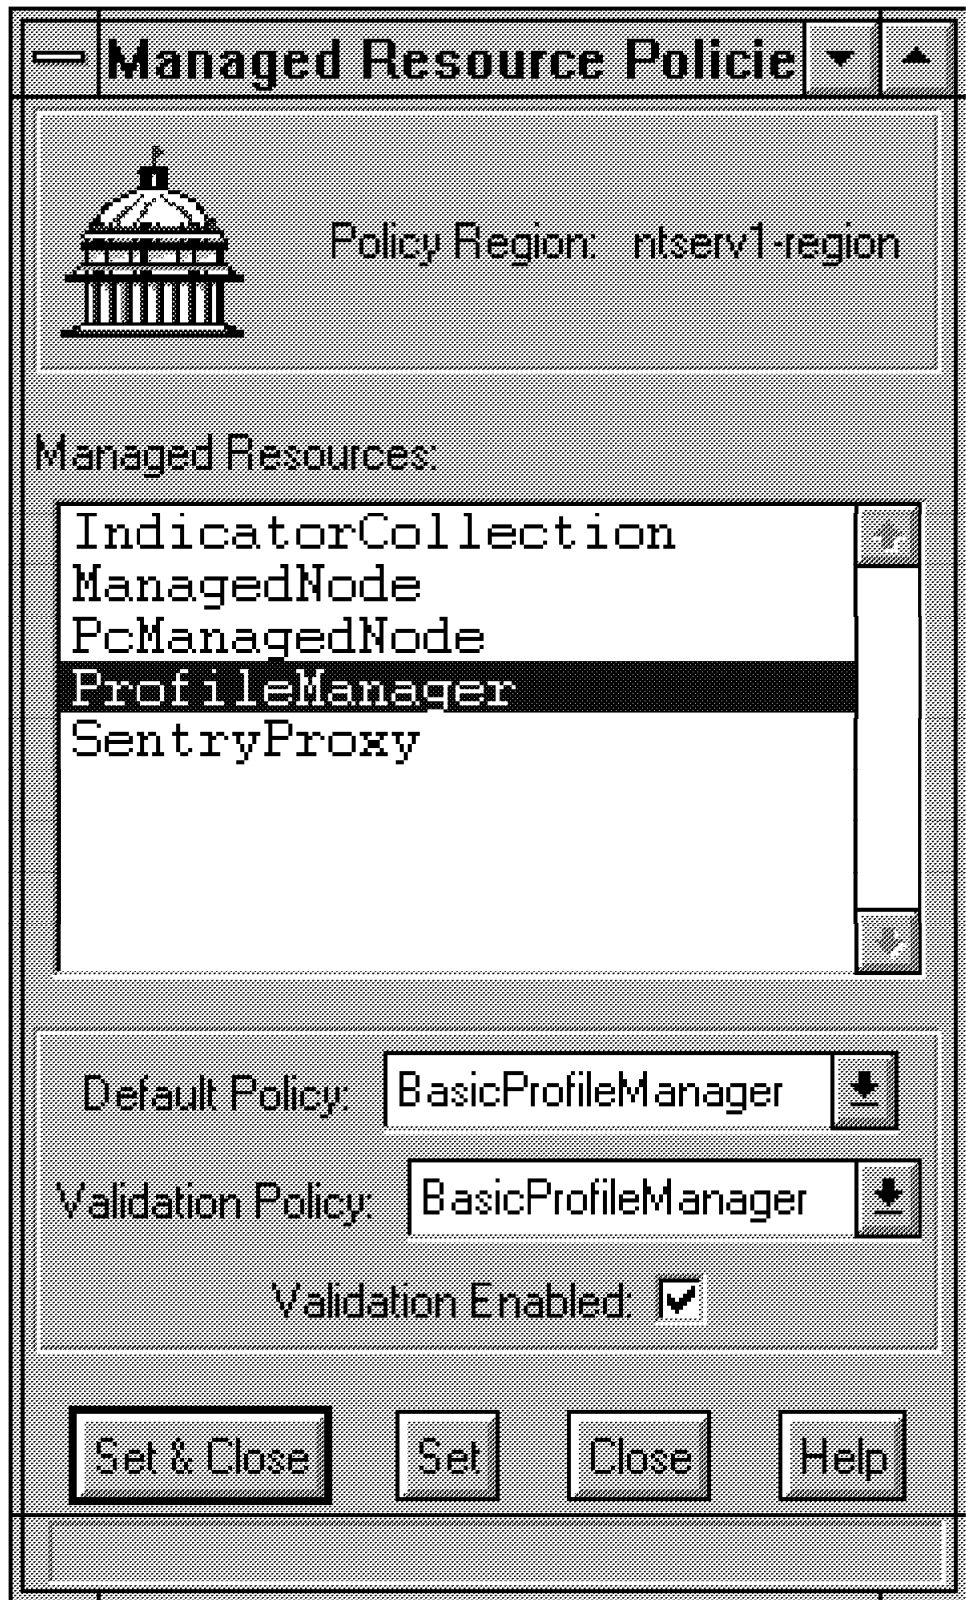 Managed Resource Policie
Policy Region: ntserv1-region
Managed Resources:
IndicatorCollection
ManagedNode
PcManagedNode
ProfileManager
SentryProxy
Default Policy: BasicProfileManager
Validation Policy: BasicProfileManager
Validation Enabled:
Set & Close Set Close Help